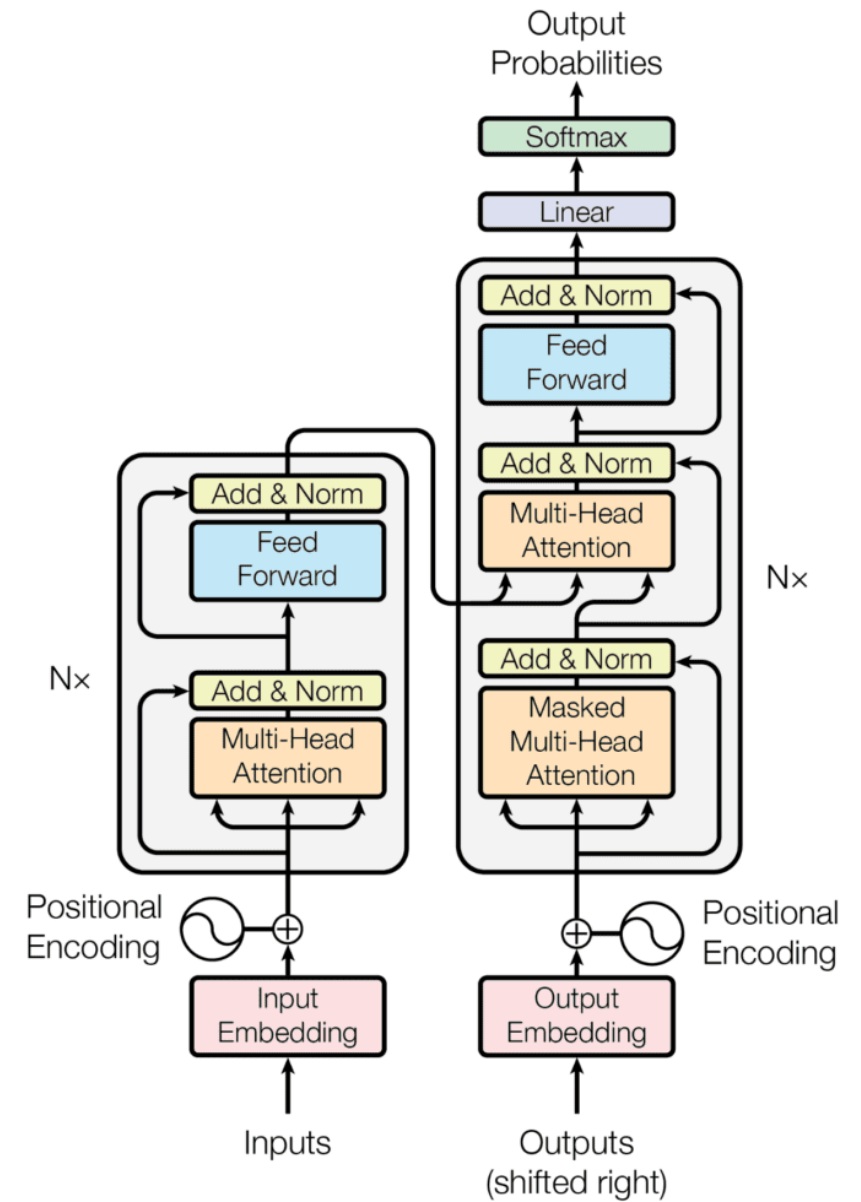 Output
Probabilities
Softmax
Linear
Add & Norm
Feed
Forward
Add & Norm
Multi-Head
Attention
Nx
Add & Norm
Masked
Multi-Head
Attention
Add & Norm
Feed
Forward
Nx
Add & Norm
Multi-Head
Attention
Positional
Encoding
Positional
Encoding
Input
Embedding
Output
Embedding
Inputs
Outputs
(shifted right)